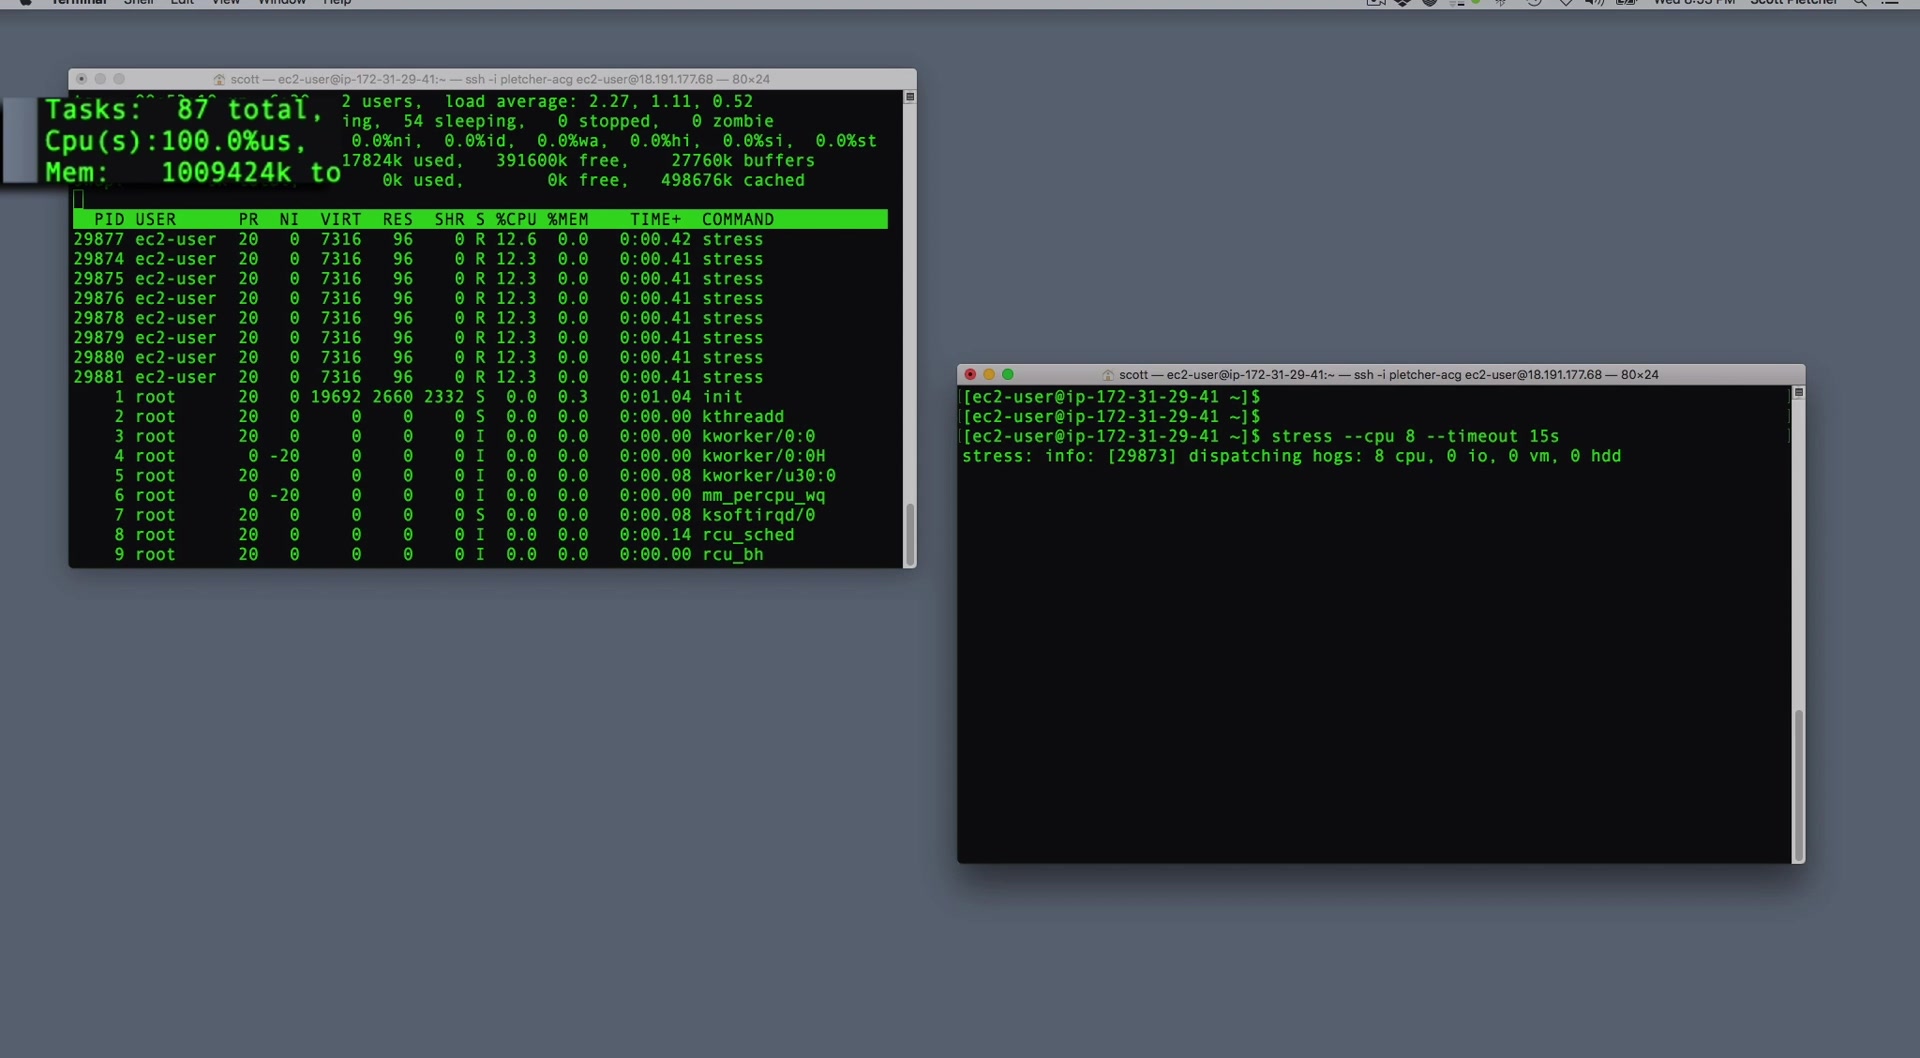 Terminal Shell Edit View Window Help
Wed 8:53 PM Scott Pletcher
scott — ec2-user@ip-172-31-29-41:~ — ssh -i pletcher-acg ec2-user@18.191.177.68 — 80×24
2 users, load average: 2.27, 1.11, 0.52
Tasks: 87 total,
ing, 54 sleeping, 0 stopped, 0 zombie
Cpu(s):100.0%us,
0.0%ni, 0.0%id, 0.0%wa, 0.0%hi, 0.0%si, 0.0%st
17824k used, 391600k free, 27760k buffers
Mem: 1009424k to
0k used, 0k free, 498676k cached
PID USER PR NI VIRT RES SHR S %CPU %MEM TIME+ COMMAND
29877 ec2-user 20 0 7316 96 0 R 12.6 0.0 0:00.42 stress
29874 ec2-user 20 0 7316 96 0 R 12.3 0.0 0:00.41 stress
29875 ec2-user 20 0 7316 96 0 R 12.3 0.0 0:00.41 stress
29876 ec2-user 20 0 7316 96 0 R 12.3 0.0 0:00.41 stress
29878 ec2-user 20 0 7316 96 0 R 12.3 0.0 0:00.41 stress
29879 ec2-user 20 0 7316 96 0 R 12.3 0.0 0:00.41 stress
29880 ec2-user 20 0 7316 96 0 R 12.3 0.0 0:00.41 stress
29881 ec2-user 20 0 7316 96 0 R 12.3 0.0 0:00.41 stress
1 root 20 0 19692 2660 2332 S 0.0 0.3 0:01.04 init
2 root 20 0 0 0 0 S 0.0 0.0 0:00.00 kthreadd
3 root 20 0 0 0 0 I 0.0 0.0 0:00.00 kworker/0:0
4 root 0 -20 0 0 0 I 0.0 0.0 0:00.00 kworker/0:0H
5 root 20 0 0 0 0 I 0.0 0.0 0:00.08 kworker/u30:0
6 root 0 -20 0 0 0 I 0.0 0.0 0:00.00 mm_percpu_wq
7 root 20 0 0 0 0 S 0.0 0.0 0:00.08 ksoftirqd/0
8 root 20 0 0 0 0 I 0.0 0.0 0:00.14 rcu_sched
9 root 20 0 0 0 0 I 0.0 0.0 0:00.00 rcu_bh
scott — ec2-user@ip-172-31-29-41:~ — ssh -i pletcher-acg ec2-user@18.191.177.68 — 80×24
[[ec2-user@ip-172-31-29-41 ~]$ ]
[[ec2-user@ip-172-31-29-41 ~]$ ]
[[ec2-user@ip-172-31-29-41 ~]$ stress --cpu 8 --timeout 15s ]
stress: info: [29873] dispatching hogs: 8 cpu, 0 io, 0 vm, 0 hdd